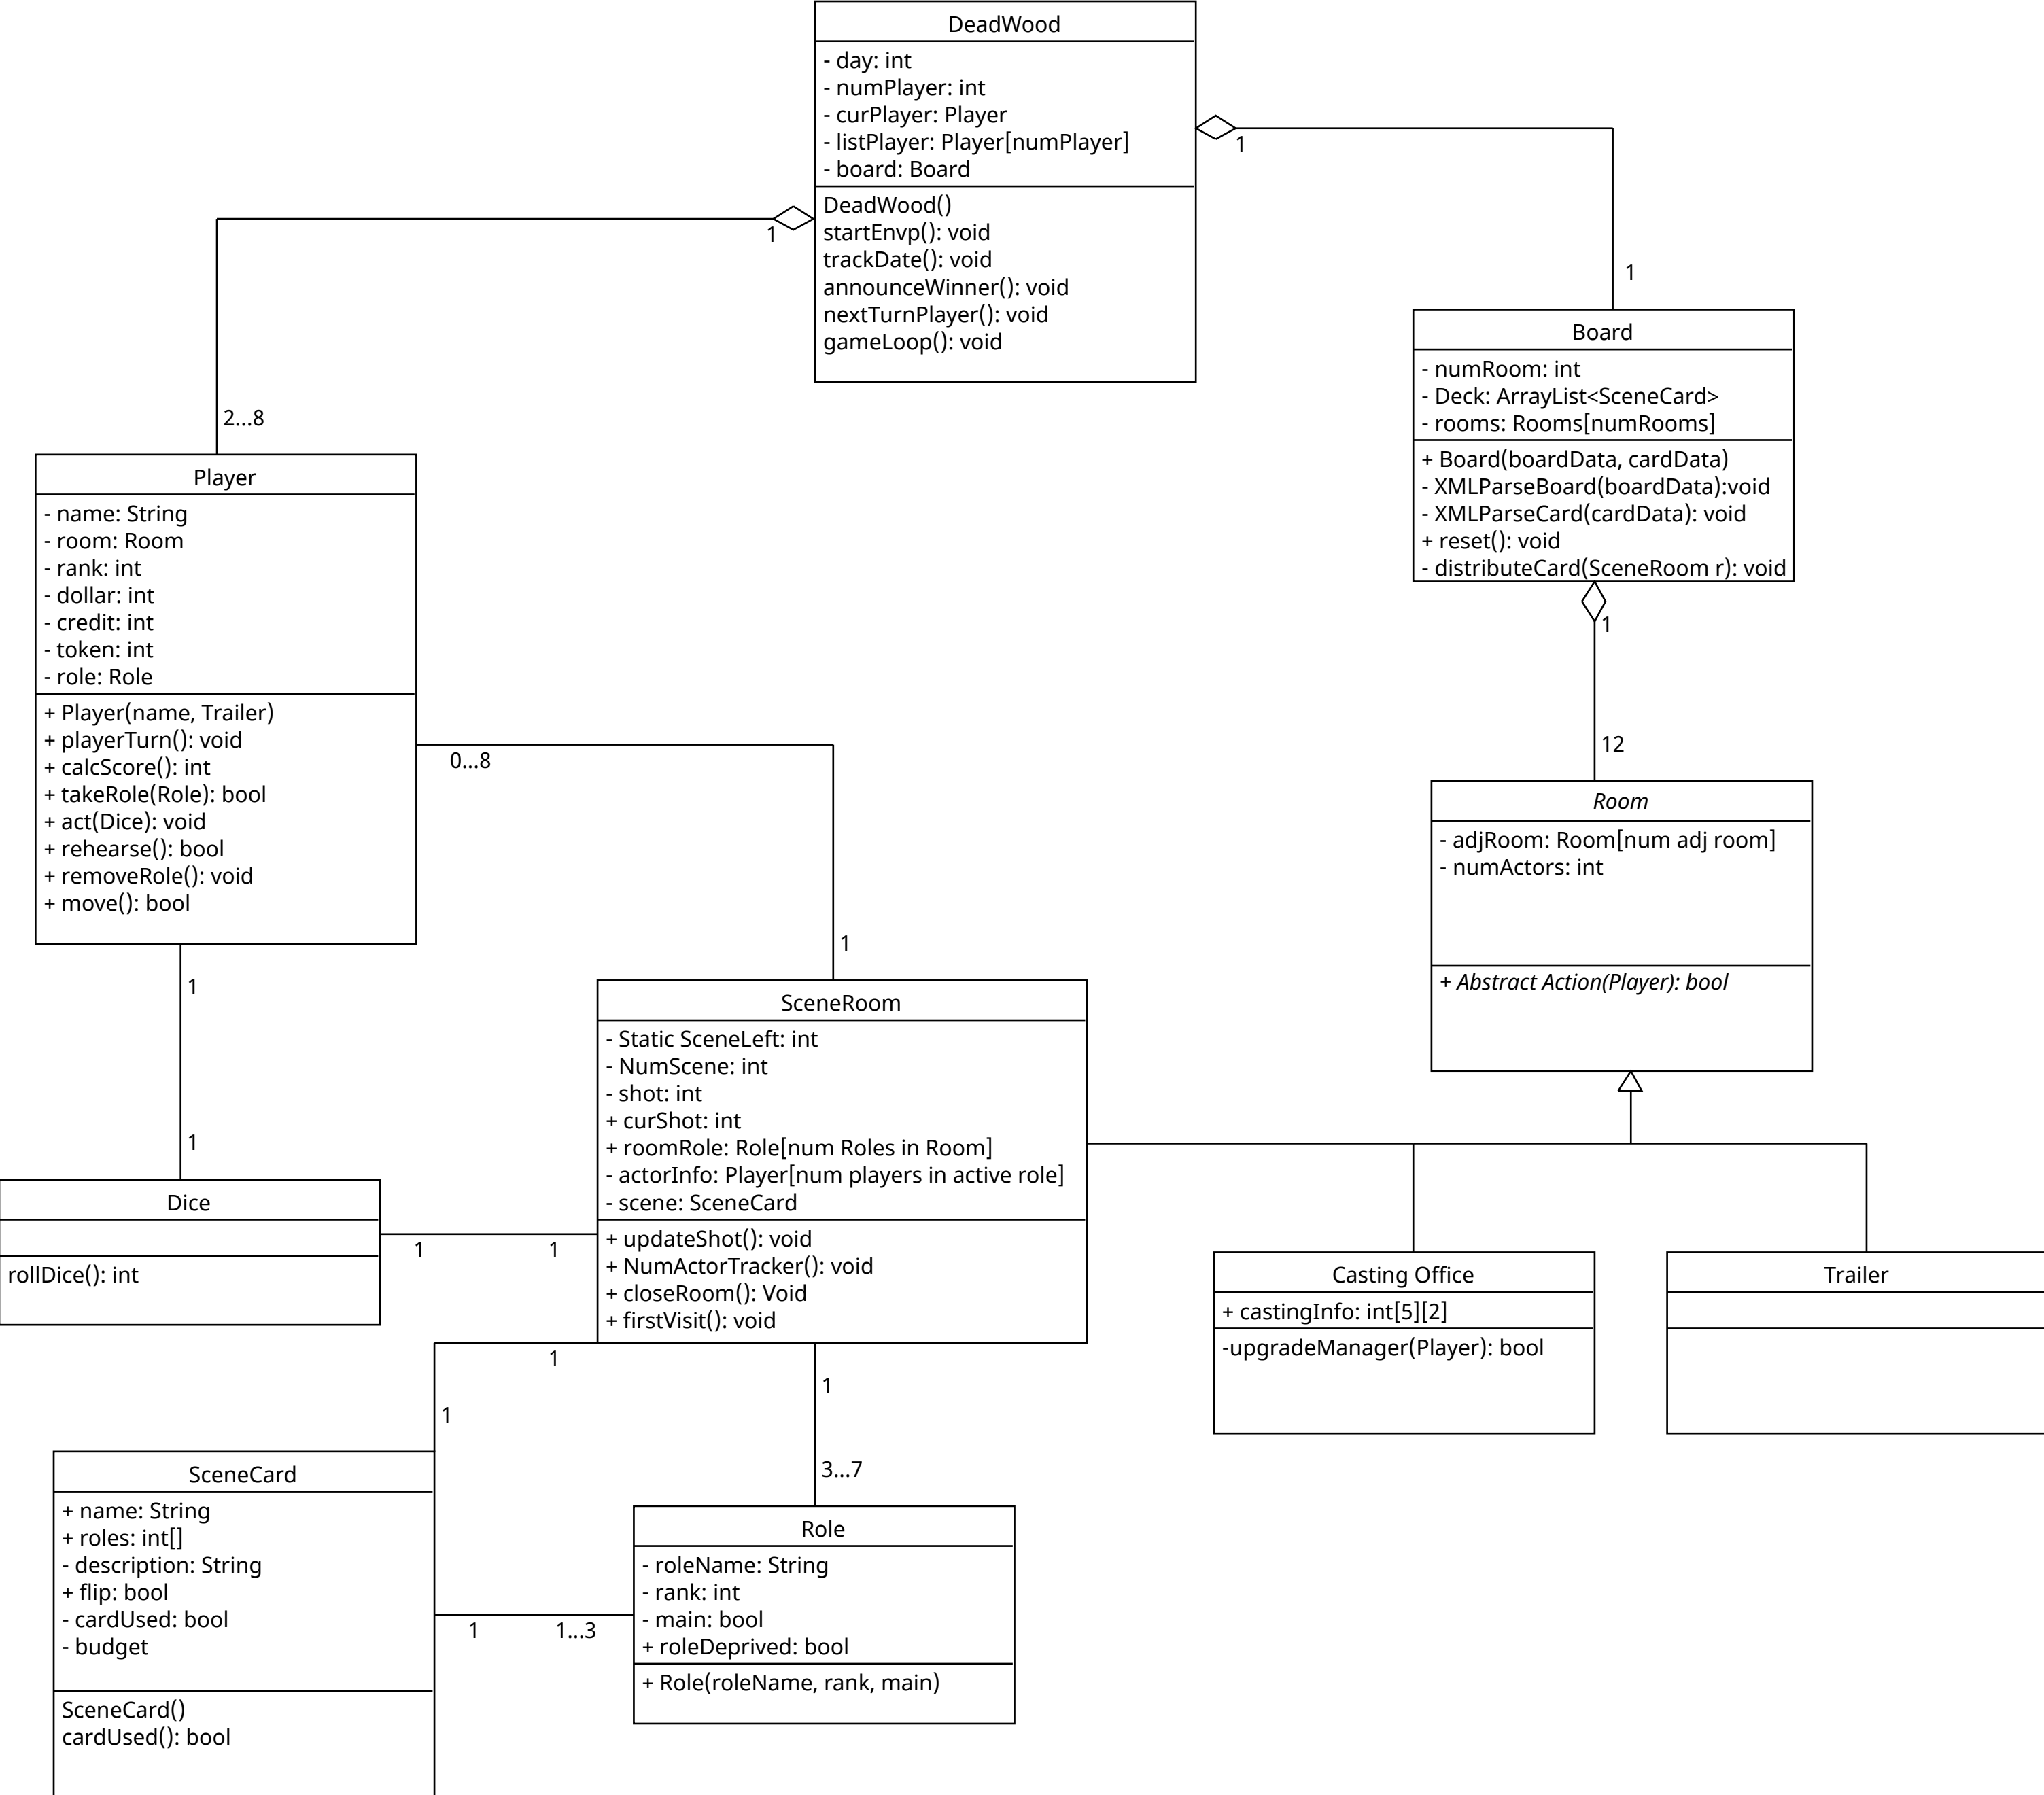 DeadWood
- day: int
- numPlayer: int
- curPlayer: Player
- listPlayer: Player[numPlayer]
- board: Board
DeadWood()
startEnvp(): void
trackDate(): void
announceWinner(): void
nextTurnPlayer(): void
gameLoop(): void
1
1
1
2...8
Board
- numRoom: int
- Deck: ArrayList<SceneCard>
- rooms: Rooms[numRooms]
+ Board(boardData, cardData)
- XMLParseBoard(boardData):void
- XMLParseCard(cardData): void
+ reset(): void
- distributeCard(SceneRoom r): void
1
12
Player
- name: String
- room: Room
- rank: int
- dollar: int
- credit: int
- token: int
- role: Role
+ Player(name, Trailer)
+ playerTurn(): void
+ calcScore(): int
+ takeRole(Role): bool
+ act(Dice): void
+ rehearse(): bool
+ removeRole(): void
+ move(): bool
0...8
1
1
1
Room
- adjRoom: Room[num adj room]
- numActors: int
+ Abstract Action(Player): bool
SceneRoom
- Static SceneLeft: int
- NumScene: int
- shot: int
+ curShot: int
+ roomRole: Role[num Roles in Room]
- actorInfo: Player[num players in active role]
- scene: SceneCard
+ updateShot(): void
+ NumActorTracker(): void
+ closeRoom(): Void
+ firstVisit(): void
Dice
rollDice(): int
1
1
Casting Office
+ castingInfo: int[5][2]
-upgradeManager(Player): bool
Trailer
1
1
1
3...7
SceneCard
+ name: String
+ roles: int[]
- description: String
+ flip: bool
- cardUsed: bool
- budget
SceneCard()
cardUsed(): bool
1
1...3
Role
- roleName: String
- rank: int
- main: bool
+ roleDeprived: bool
+ Role(roleName, rank, main)